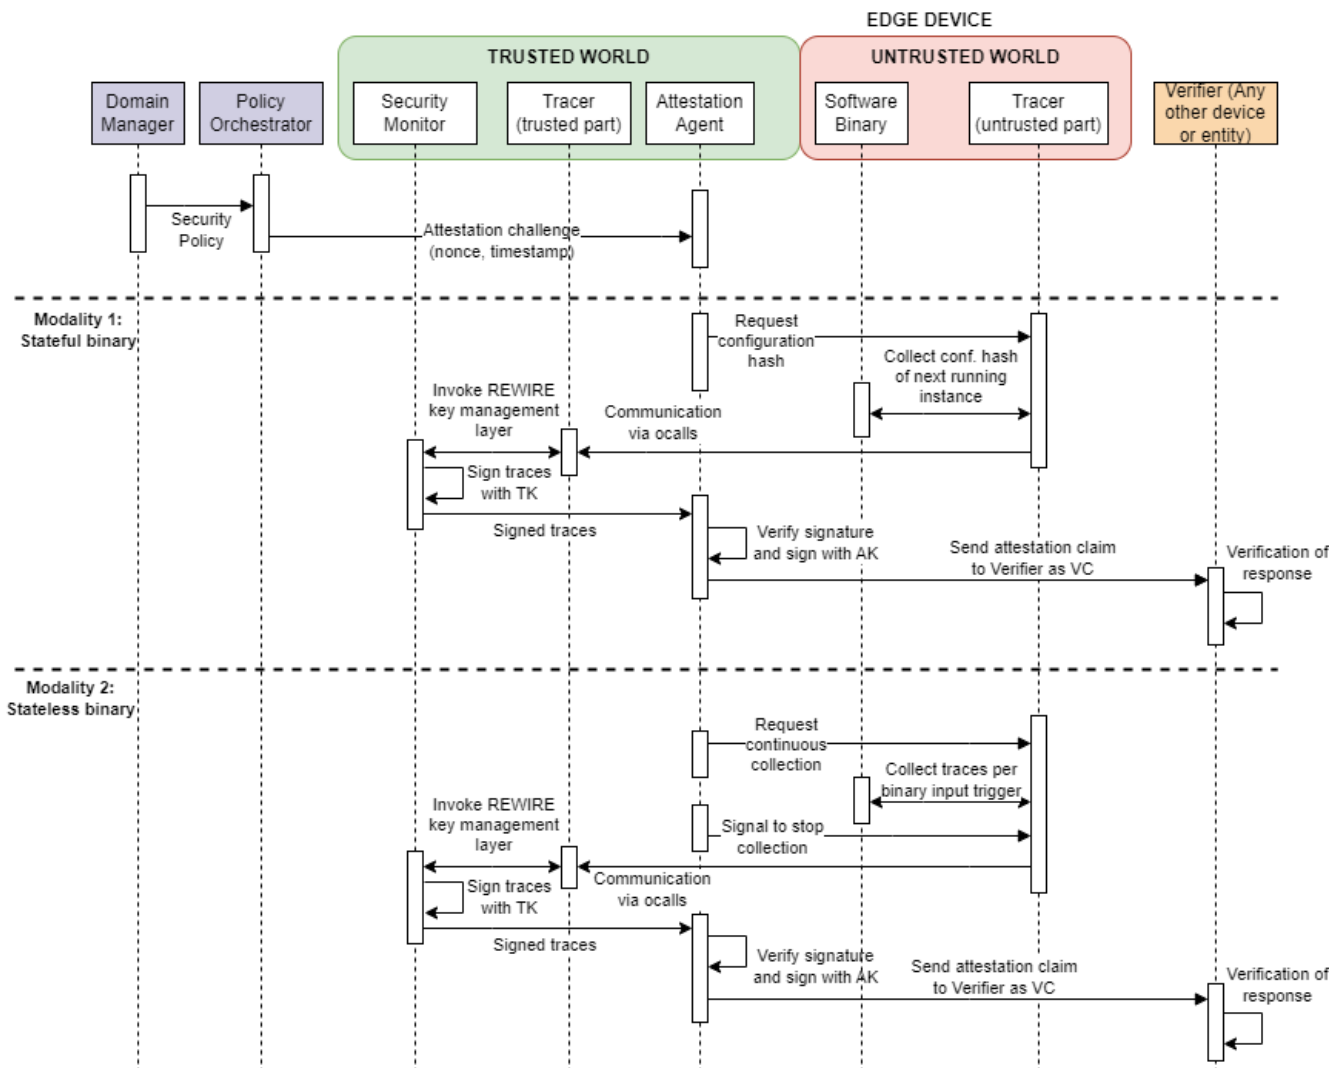 EDGE DEVICE
TRUSTED WORLD
UNTRUSTED WORLD
Domain
Manager
Policy
Orchestrator
Security
Monitor
Tracer
(trusted part)
Attestation
Agent
Software
Binary
Tracer
(untrusted part)
Verifier (Any
other device
or entity)
Security
Policy
Attestation challenge
(nonce, timestamp)
Modality 1:
Stateful binary
Request
configuration
hash
Collect conf. hash
of next running
instance
Invoke REWIRE
key management
layer
Communication
via ocalls
Sign traces
with TK
Signed traces
Verify signature
and sign with AK
Send attestation claim
to Verifier as VC
Verification of
response
Modality 2:
Stateless binary
Request
continuous
collection
Collect traces per
binary input trigger
Invoke REWIRE
key management
layer
Signal to stop
collection
Communication
via ocalls
Sign traces
with TK
Signed traces
Verify signature
and sign with AK
Send attestation claim
to Verifier as VC
Verification of
response